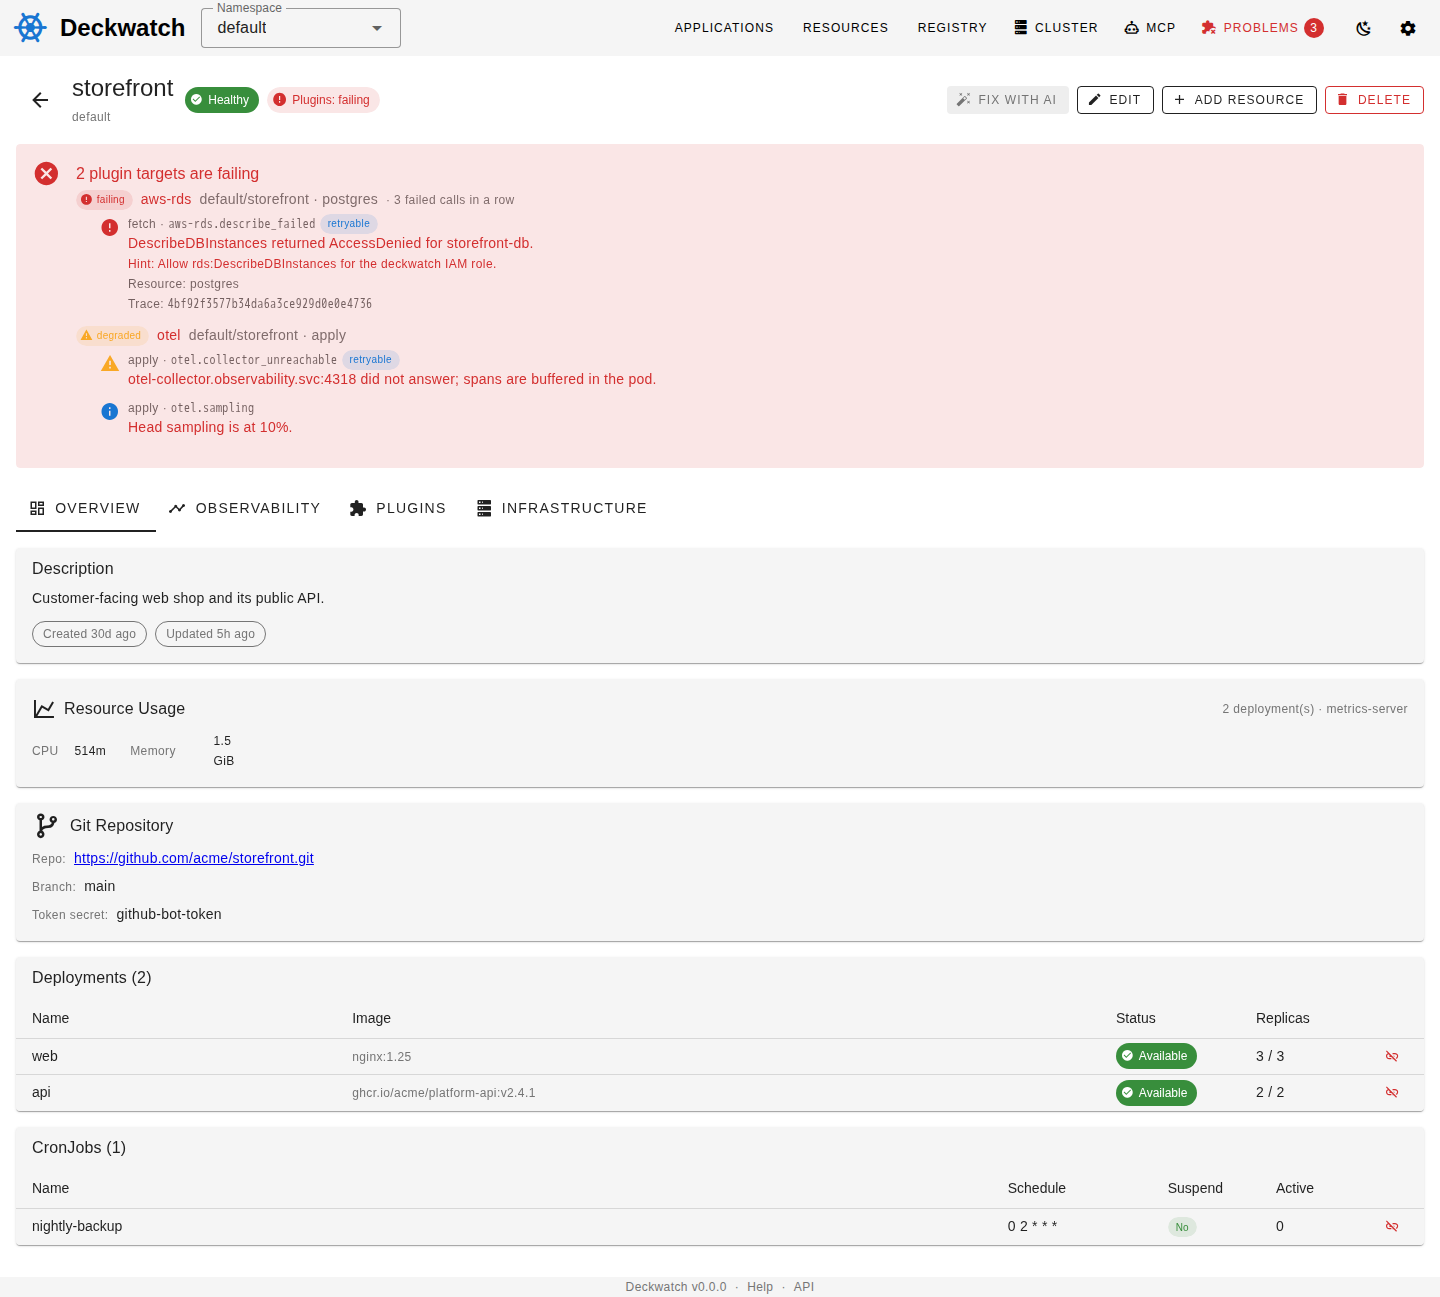 Deckwatch
Namespace
default
APPLICATIONS RESOURCES REGISTRY CLUSTER MCP PROBLEMS 3
storefront
default
Healthy
Plugins: failing
FIX WITH AI
EDIT
ADD RESOURCE
DELETE
2 plugin targets are failing
failing aws-rds default/storefront · postgres · 3 failed calls in a row
fetch · aws-rds.describe_failed retryable
DescribeDBInstances returned AccessDenied for storefront-db.
Hint: Allow rds:DescribeDBInstances for the deckwatch IAM role.
Resource: postgres
Trace: 4bf92f3577b34da6a3ce929d0e0e4736
degraded otel default/storefront · apply
apply · otel.collector_unreachable retryable
otel-collector.observability.svc:4318 did not answer; spans are buffered in the pod.
apply · otel.sampling
Head sampling is at 10%.
OVERVIEW OBSERVABILITY PLUGINS INFRASTRUCTURE
Description
Customer-facing web shop and its public API.
Created 30d ago Updated 5h ago
Resource Usage
2 deployment(s) · metrics-server
CPU 514m Memory 1.5
GiB
Git Repository
Repo: https://github.com/acme/storefront.git
Branch: main
Token secret: github-bot-token
Deployments (2)
Name Image Status Replicas
web nginx:1.25 Available 3 / 3
api ghcr.io/acme/platform-api:v2.4.1 Available 2 / 2
CronJobs (1)
Name Schedule Suspend Active
nightly-backup 0 2 * * * No 0
Deckwatch v0.0.0 · Help · API